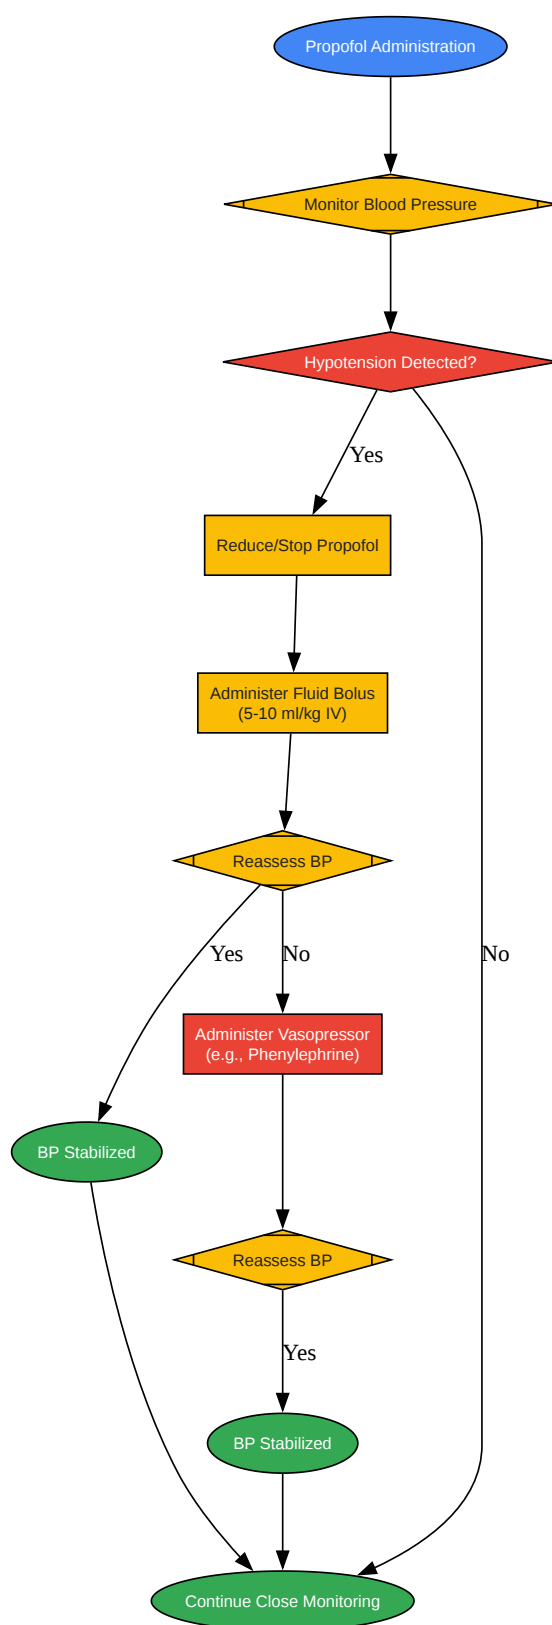 Propofol Administration
Monitor Blood Pressure
Hypotension Detected?
Yes
Reduce/Stop Propofol
Administer Fluid Bolus
(5-10 ml/kg IV)
Reassess BP
Yes
No
No
Administer Vasopressor
(e.g., Phenylephrine)
BP Stabilized
Reassess BP
Yes
BP Stabilized
Continue Close Monitoring